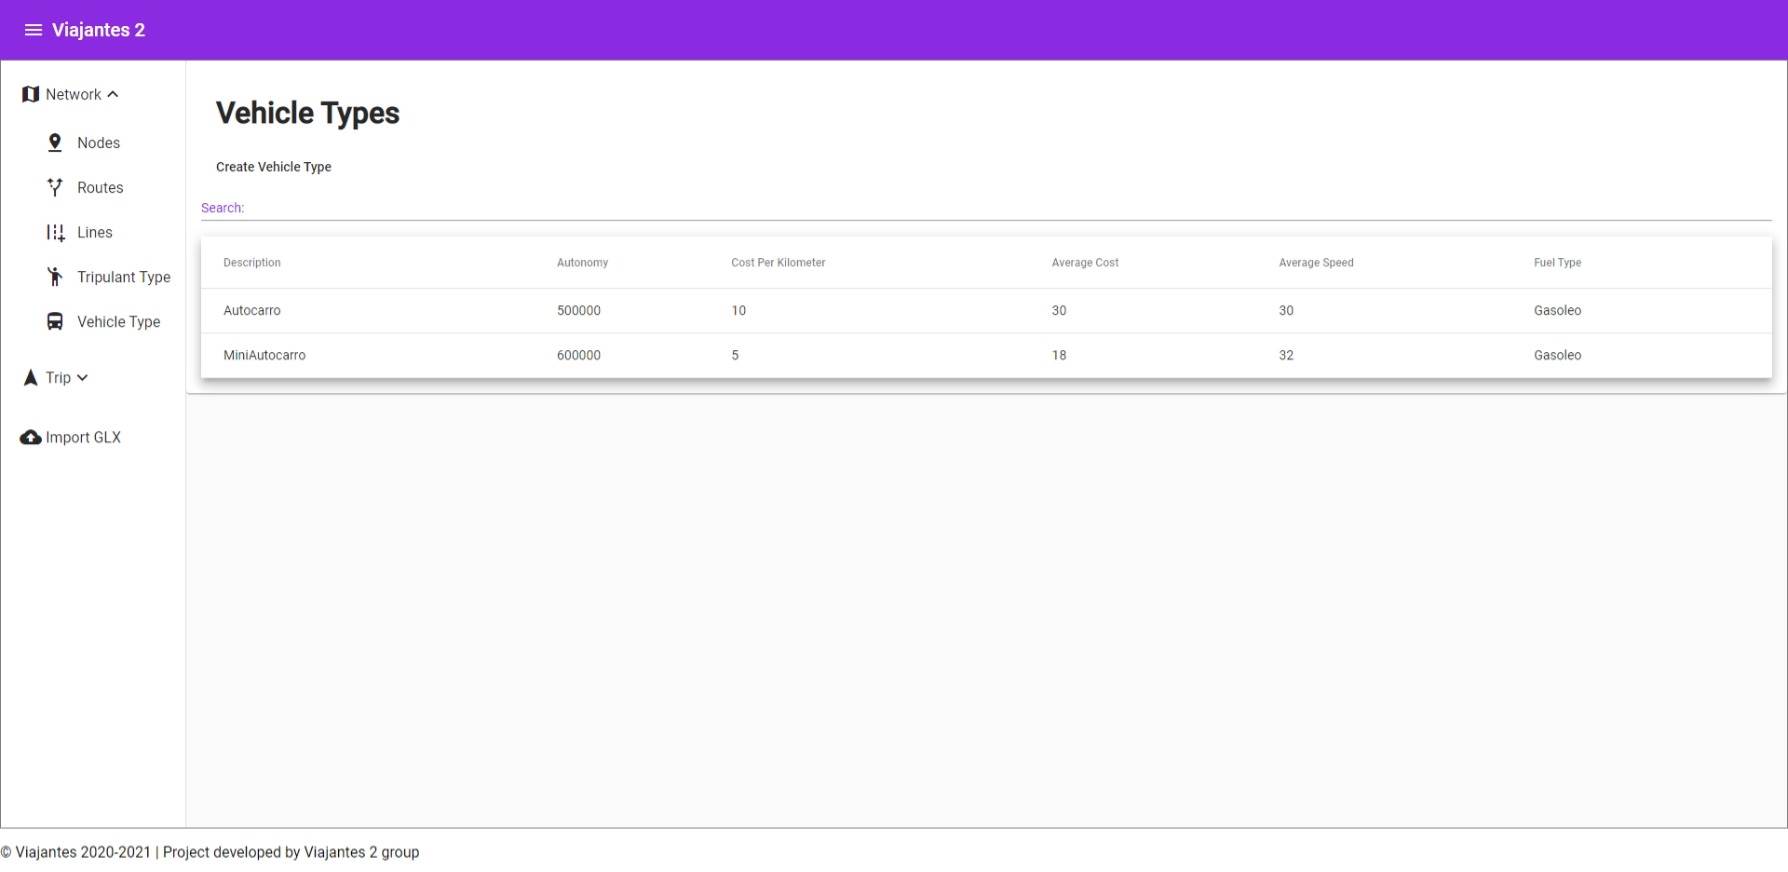 Viajantes 2
Network
Nodes
Routes
Lines
Tripulant Type
Vehicle Type
Trip
Import GLX
Vehicle Types
Create Vehicle Type
Search:
Description Autonomy Cost Per Kilometer Average Cost Average Speed Fuel Type
Autocarro 500000 10 30 30 Gasoleo
MiniAutocarro 600000 5 18 32 Gasoleo
© Viajantes 2020-2021 | Project developed by Viajantes 2 group